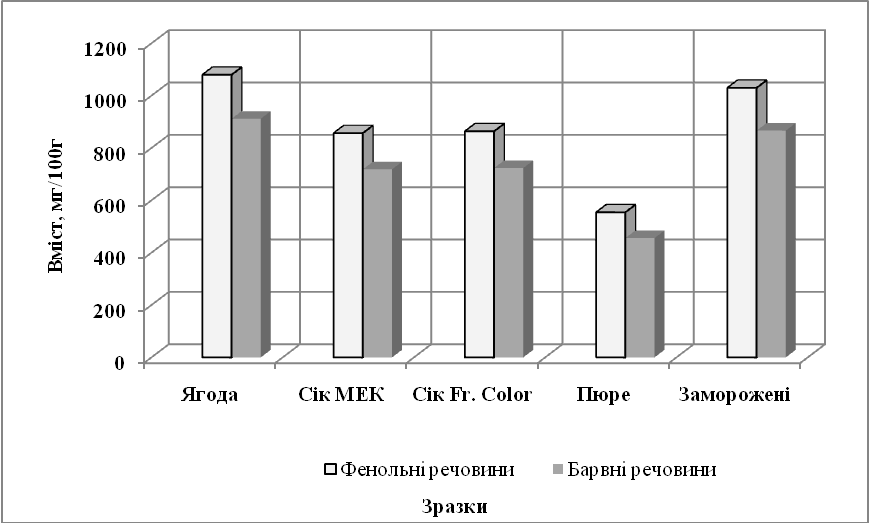 Вміст, мг/100г
1200
1000
800
600
400
200
0
Ягода Сік МЕК Сік Fr. Color Пюре Заморожені
Фенольні речовини Барвні речовини
Зразки